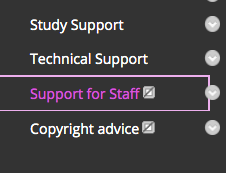 Study Support
Technical Support
Support for Staff
Copyright advice